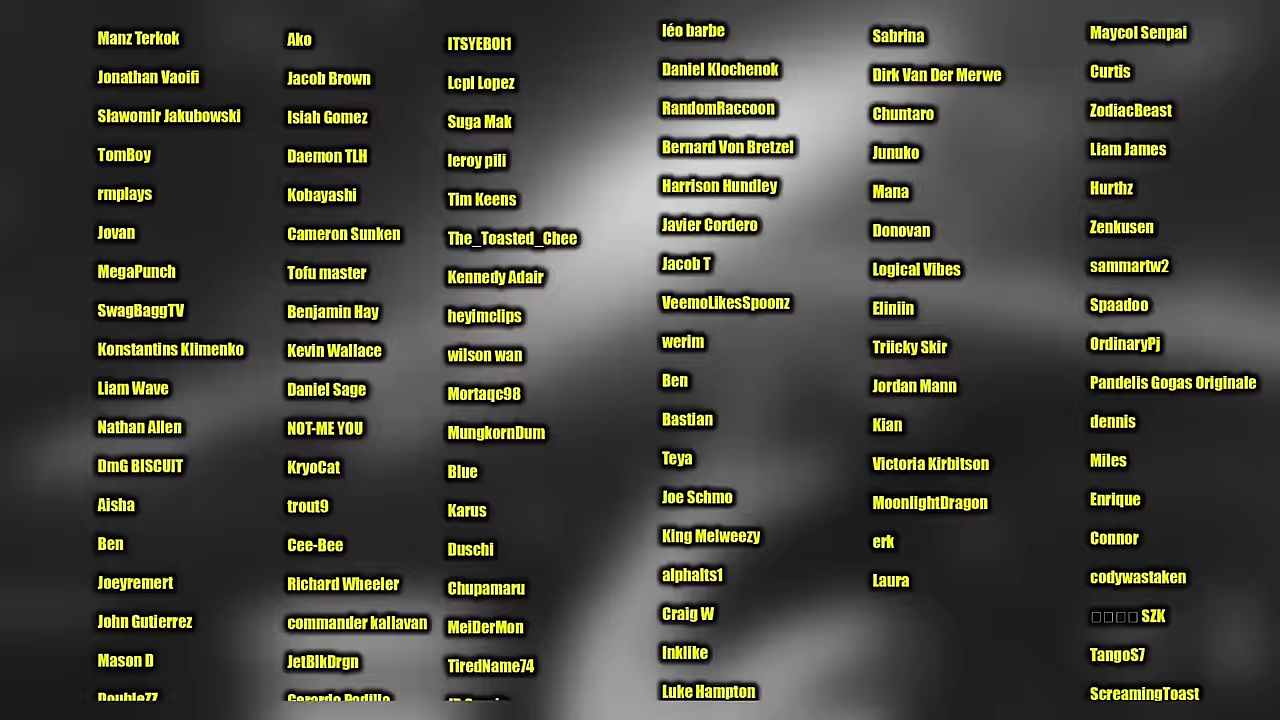 Manz Terkok
Jonathan Vaoifi
Sławomir Jakubowski
TomBoy
rmplays
Jovan
MegaPunch
SwagBaggTV
Konstantins Klimenko
Liam Wave
Nathan Allen
DmG BISCUIT
Aisha
Ben
Joeyremert
John Gutierrez
Mason D
Double77
Ako
Jacob Brown
Isiah Gomez
Daemon TLH
Kobayashi
Cameron Sunken
Tofu master
Benjamin Hay
Kevin Wallace
Daniel Sage
NOT-ME YOU
KryoCat
trout9
Cee-Bee
Richard Wheeler
commander kallavan
JetBlkDrgn
Gerardo Padilla
ITSYEBOI1
Lcpl Lopez
Suga Mak
leroy pili
Tim Keens
The_Toasted_Chee
Kennedy Adair
heyimclips
wilson wan
Mortaqc98
MungkornDum
Blue
Karus
Duschi
Chupamaru
MeiDerMon
TiredName74
léo barbe
Daniel Klochenok
RandomRaccoon
Bernard Von Bretzel
Harrison Hundley
Javier Cordero
Jacob T
VeemoLikesSpoonz
werim
Ben
Bastian
Teya
Joe Schmo
King Melweezy
alphalts1
Craig W
Inklike
Luke Hampton
Sabrina
Dirk Van Der Merwe
Chuntaro
Junuko
Mana
Donovan
Logical Vibes
Eliniin
Triicky Skir
Jordan Mann
Kian
Victoria Kirbitson
MoonlightDragon
erk
Laura
Maycol Senpai
Curtis
ZodiacBeast
Liam James
Hurthz
Zenkusen
sammartw2
Spaadoo
OrdinaryPj
Pandelis Gogas Originale
dennis
Miles
Enrique
Connor
codywastaken
SZK
TangoS7
ScreamingToast